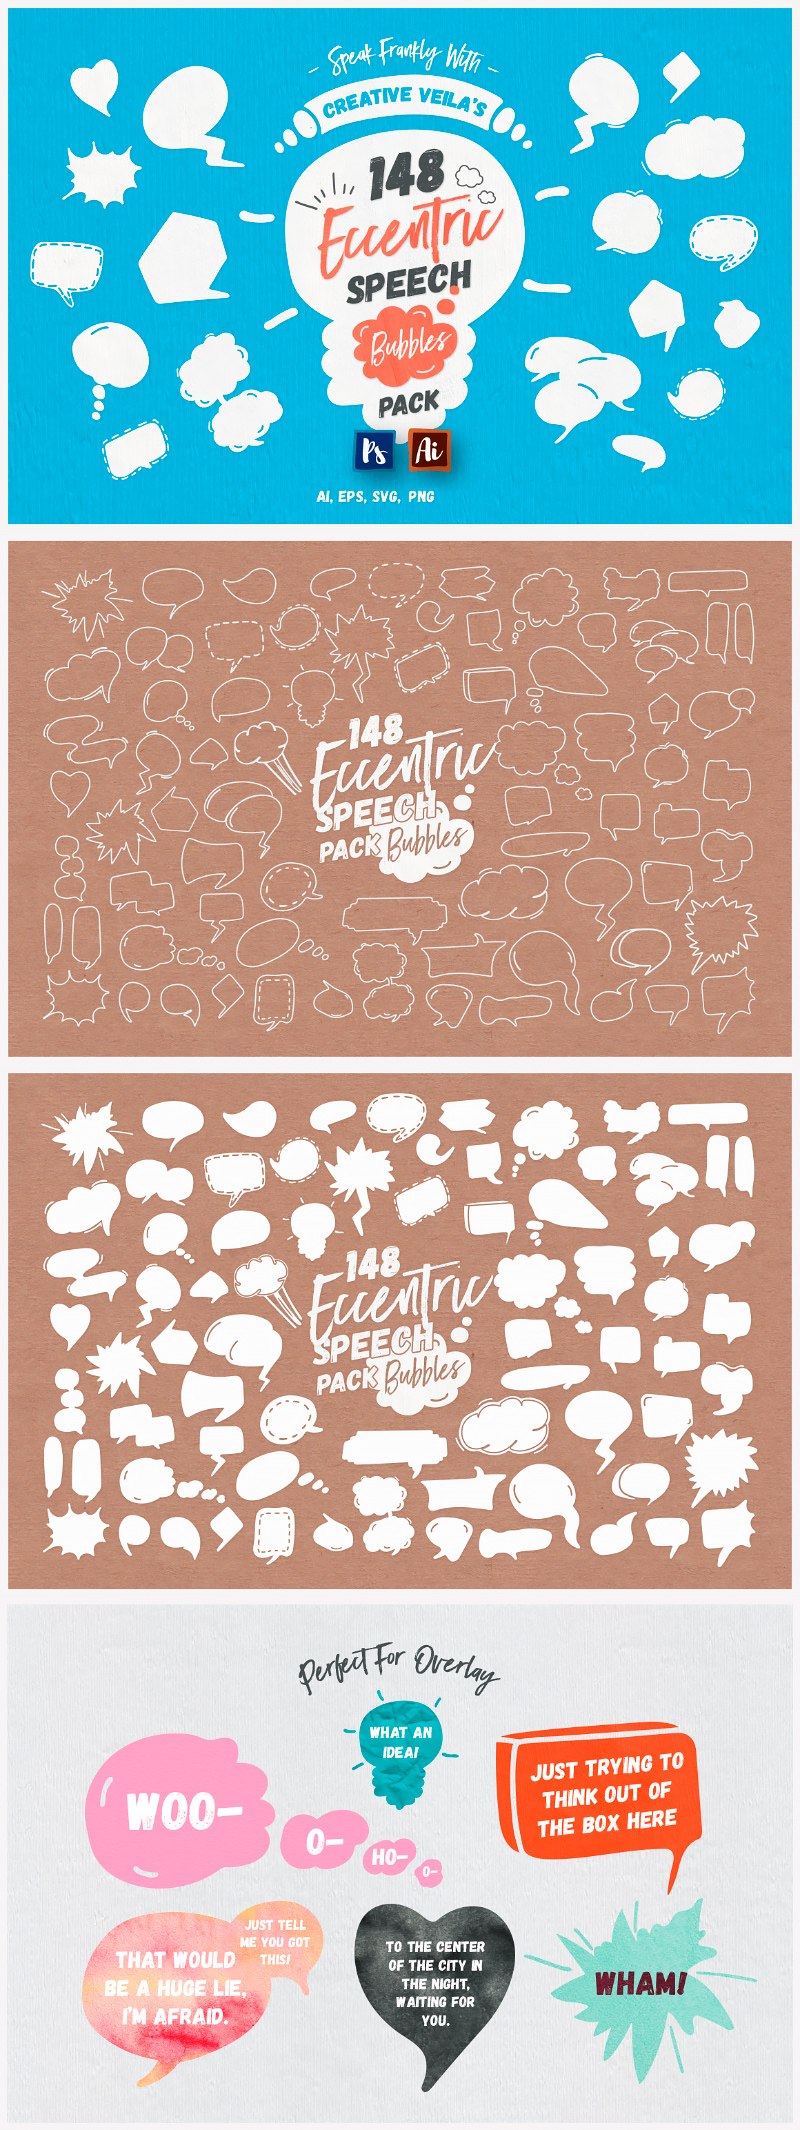 - Speak Frankly With -
CREATIVE VEILA'S
148
Eccentric
SPEECH
Bubbles
PACK
Ps Ai
AI, EPS, SVG, PNG
148
Eccentric
SPEECH
PACK Bubbles
148
Eccentric
SPEECH
PACK Bubbles
Perfect For Overlay
WHAT AN
IDEA!
WOO-
O-
HO-
O-
JUST TRYING TO
THINK OUT OF
THE BOX HERE
JUST TELL
ME YOU GOT
THIS!
THAT WOULD
BE A HUGE LIE,
I'M AFRAID.
TO THE CENTER
OF THE CITY IN
THE NIGHT,
WAITING FOR
YOU.
WHAM!